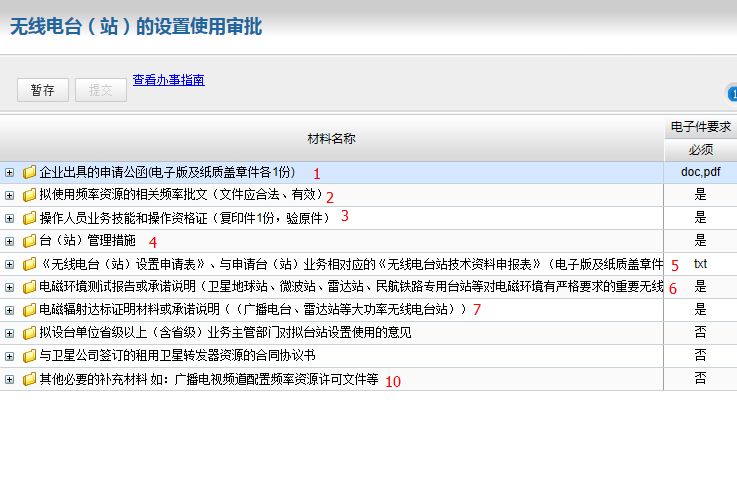 无线电台（站）的设置使用审批
暂存 提交 查看办事指南
1
材料名称 电子件要求
必须
企业出具的申请公函(电子版及纸质盖章件各1份) 1 doc,pdf
拟使用频率资源的相关频率批文（文件应合法、有效） 2 是
操作人员业务技能和操作资格证（复印件1份，验原件） 3 是
台（站）管理措施 4 是
《无线电台（站）设置申请表》、与申请台（站）业务相对应的《无线电台站技术资料申报表》（电子版及纸质盖章件 5 txt
电磁环境测试报告或承诺说明（卫星地球站、微波站、雷达站、民航铁路专用台站等对电磁环境有严格要求的重要无线 6 是
电磁辐射达标证明材料或承诺说明（（广播电台、雷达站等大功率无线电台站）） 7 是
拟设台单位省级以上（含省级）业务主管部门对拟台站设置使用的意见 否
与卫星公司签订的租用卫星转发器资源的合同协议书 否
其他必要的补充材料 如：广播电视频道配置频率资源许可文件等 10 否